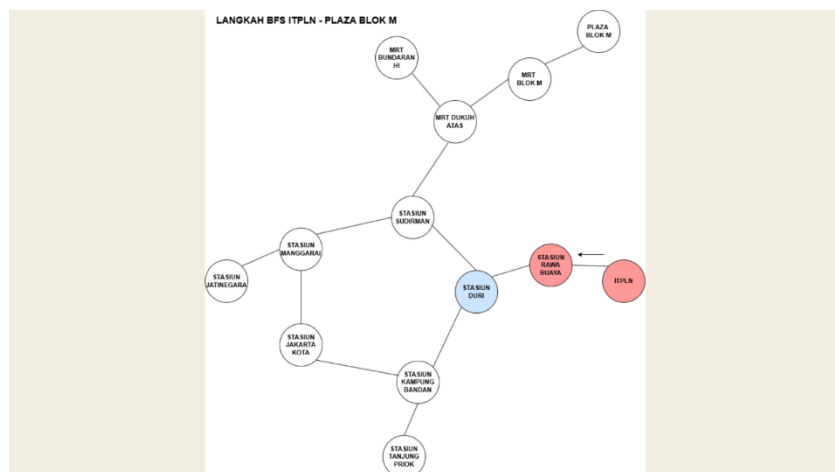 LANGKAH BFS ITPLN - PLAZA BLOK M
PLAZA
BLOK M
MRT
BUNDARAN
HI
MRT
BLOK M
MRT DUKUH
ATAS
STASIUN
SUDIRMAN
STASIUN
MANGGARAI
STASIUN
RAWA
BUAYA
STASIUN
JATINEGARA
ITPLN
STASIUN
DURI
STASIUN
JAKARTA
KOTA
STASIUN
KAMPUNG
BANDAN
STASIUN
TANJUNG
PRIOK